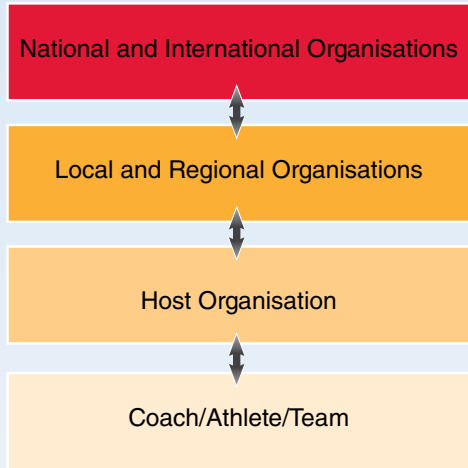 National and International Organisations
Local and Regional Organisations
Host Organisation
Coach/Athlete/Team